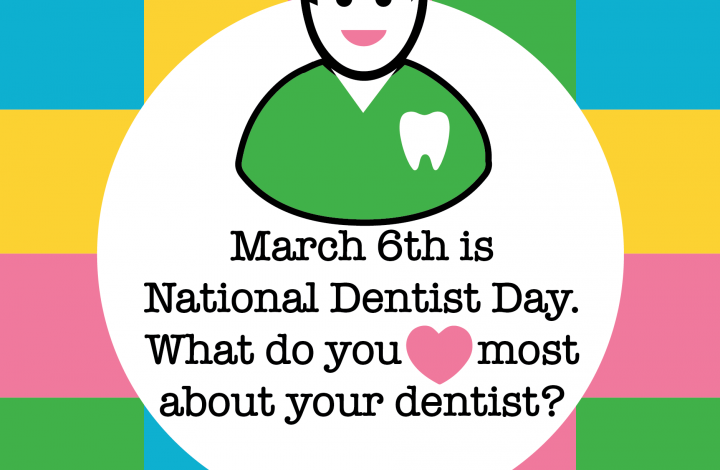 March 6th is
National Dentist Day.
What do you most
about your dentist?